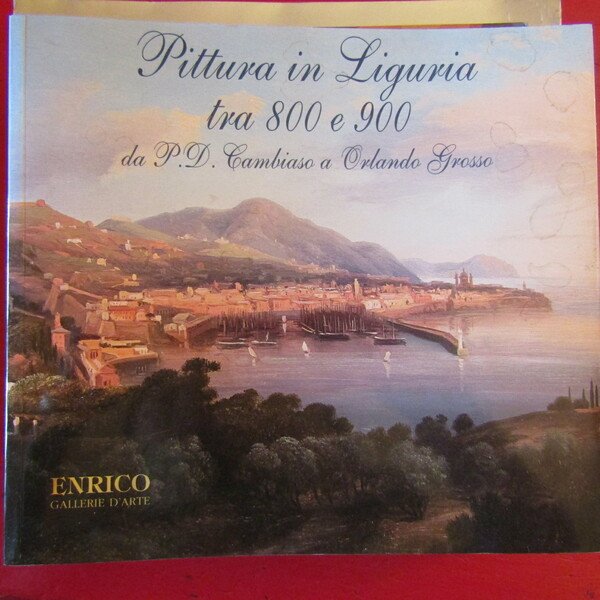 Pittura in Liguria
tra 800 e 900
da P.D. Cambiaso a Orlando Grosso
ENRICO
GALLERIE D'ARTE